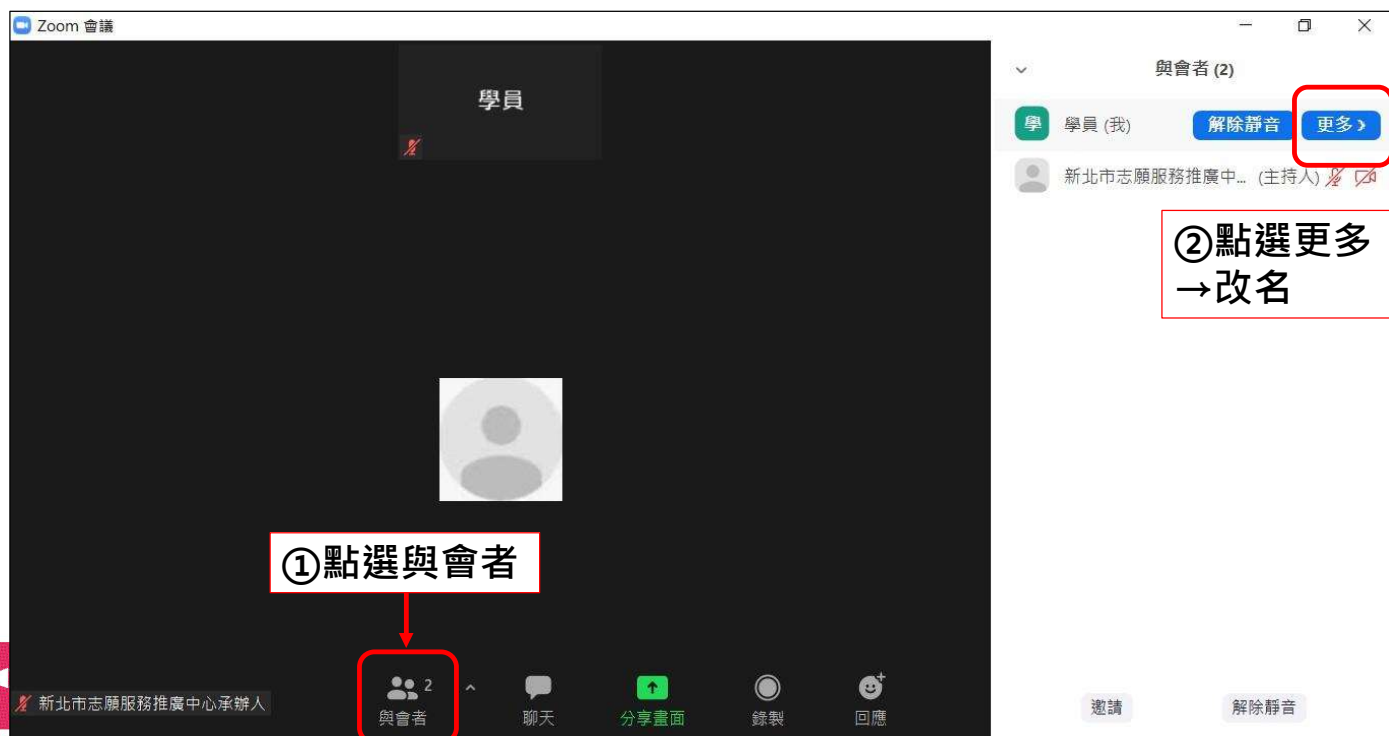 Zoom 會議
與會者 (2)
學員
學 學員 (我) 解除靜音 更多 ›
新北市志願服務推廣中... (主持人)
②點選更多
→改名
①點選與會者
新北市志願服務推廣中心承辦人
2
與會者 聊天 分享畫面 錄製 回應
邀請 解除靜音